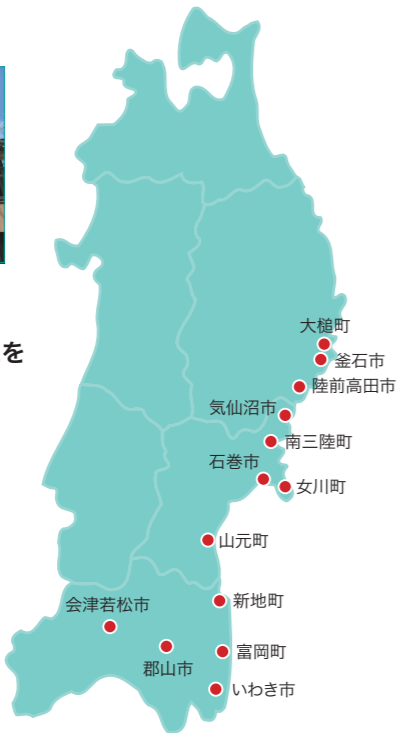 を
大槌町
釜石市
陸前高田市
気仙沼市
南三陸町
石巻市
女川町
山元町
新地町
会津若松市
富岡町
郡山市
いわき市